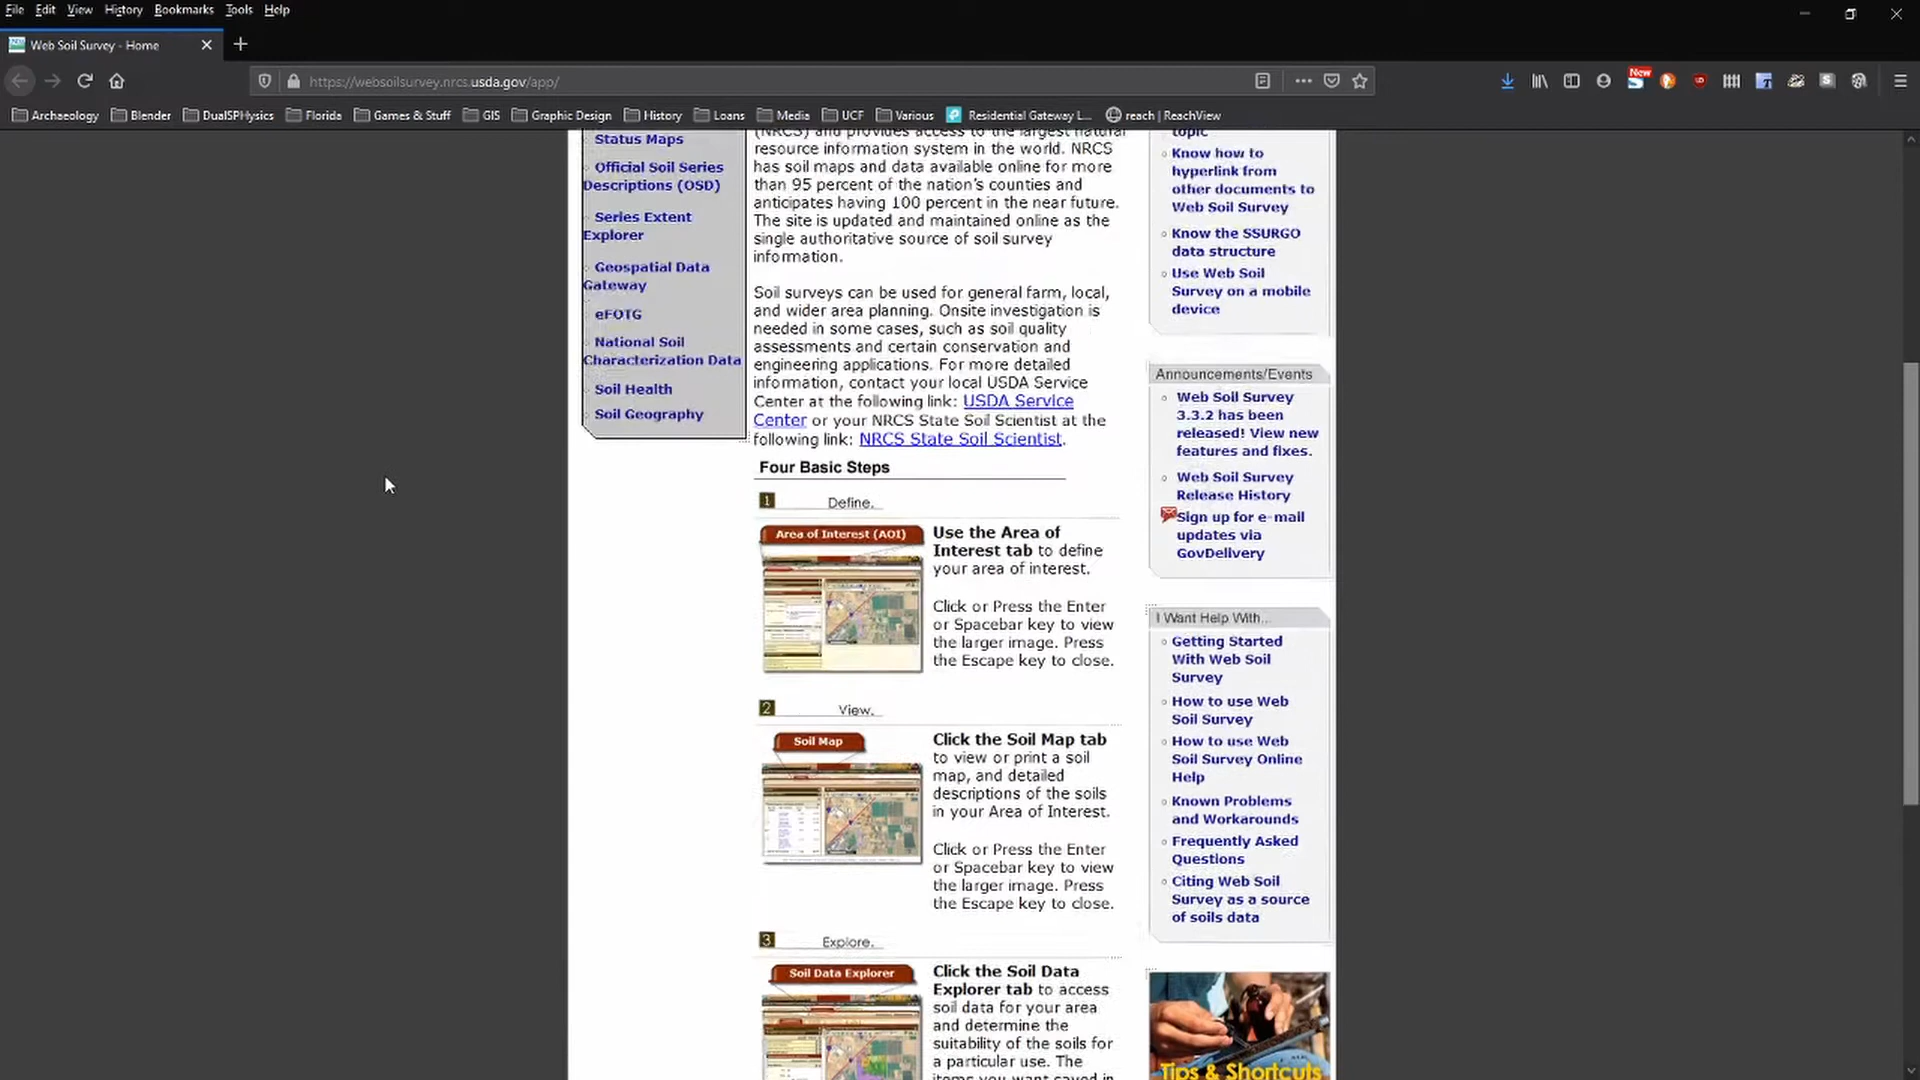 File Edit View History Bookmarks Tools Help
Web Soil Survey - Home
https://websoilsurvey.nrcs.usda.gov/app/
New
Archaeology Blender DualSPHysics Florida Games & Stuff GIS Graphic Design History Loans Media UCF Various Residential Gateway L... reach | ReachView
Status Maps
Official Soil Series
Descriptions (OSD)
Series Extent
Explorer
Geospatial Data
Gateway
eFOTG
National Soil
Characterization Data
Soil Health
Soil Geography
(NRCS) and provides access to the largest natural
resource information system in the world. NRCS
has soil maps and data available online for more
than 95 percent of the nation's counties and
anticipates having 100 percent in the near future.
The site is updated and maintained online as the
single authoritative source of soil survey
information.
Soil surveys can be used for general farm, local,
and wider area planning. Onsite investigation is
needed in some cases, such as soil quality
assessments and certain conservation and
engineering applications. For more detailed
information, contact your local USDA Service
Center at the following link: USDA Service
Center or your NRCS State Soil Scientist at the
following link: NRCS State Soil Scientist.
Four Basic Steps
1 Define.
Area of Interest (AOI)
Use the Area of
Interest tab to define
your area of interest.
Click or Press the Enter
or Spacebar key to view
the larger image. Press
the Escape key to close.
2 View.
Soil Map
Click the Soil Map tab
to view or print a soil
map, and detailed
descriptions of the soils
in your Area of Interest.
Click or Press the Enter
or Spacebar key to view
the larger image. Press
the Escape key to close.
3 Explore.
Soil Data Explorer
Click the Soil Data
Explorer tab to access
soil data for your area
and determine the
suitability of the soils for
a particular use. The
items you want saved in
topic
Know how to
hyperlink from
other documents to
Web Soil Survey
Know the SSURGO
data structure
Use Web Soil
Survey on a mobile
device
Announcements/Events
Web Soil Survey
3.3.2 has been
released! View new
features and fixes.
Web Soil Survey
Release History
Sign up for e-mail
updates via
GovDelivery
I Want Help With...
Getting Started
With Web Soil
Survey
How to use Web
Soil Survey
How to use Web
Soil Survey Online
Help
Known Problems
and Workarounds
Frequently Asked
Questions
Citing Web Soil
Survey as a source
of soils data
Tips & Shortcuts